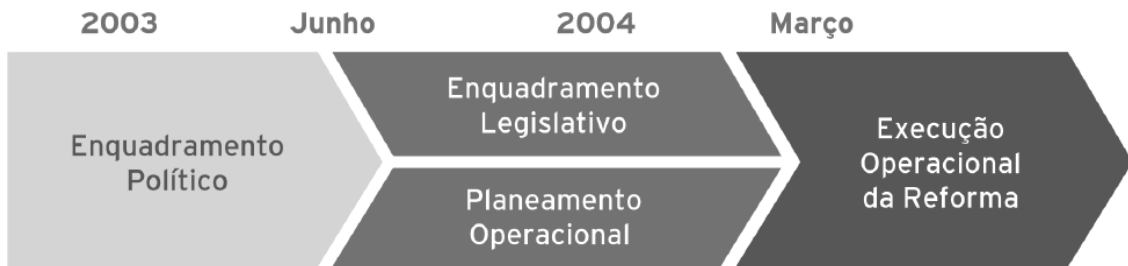 2003 Junho 2004 Março
Enquadramento
Político
Enquadramento
Legislativo
Planeamento
Operacional
Execução
Operacional
da Reforma